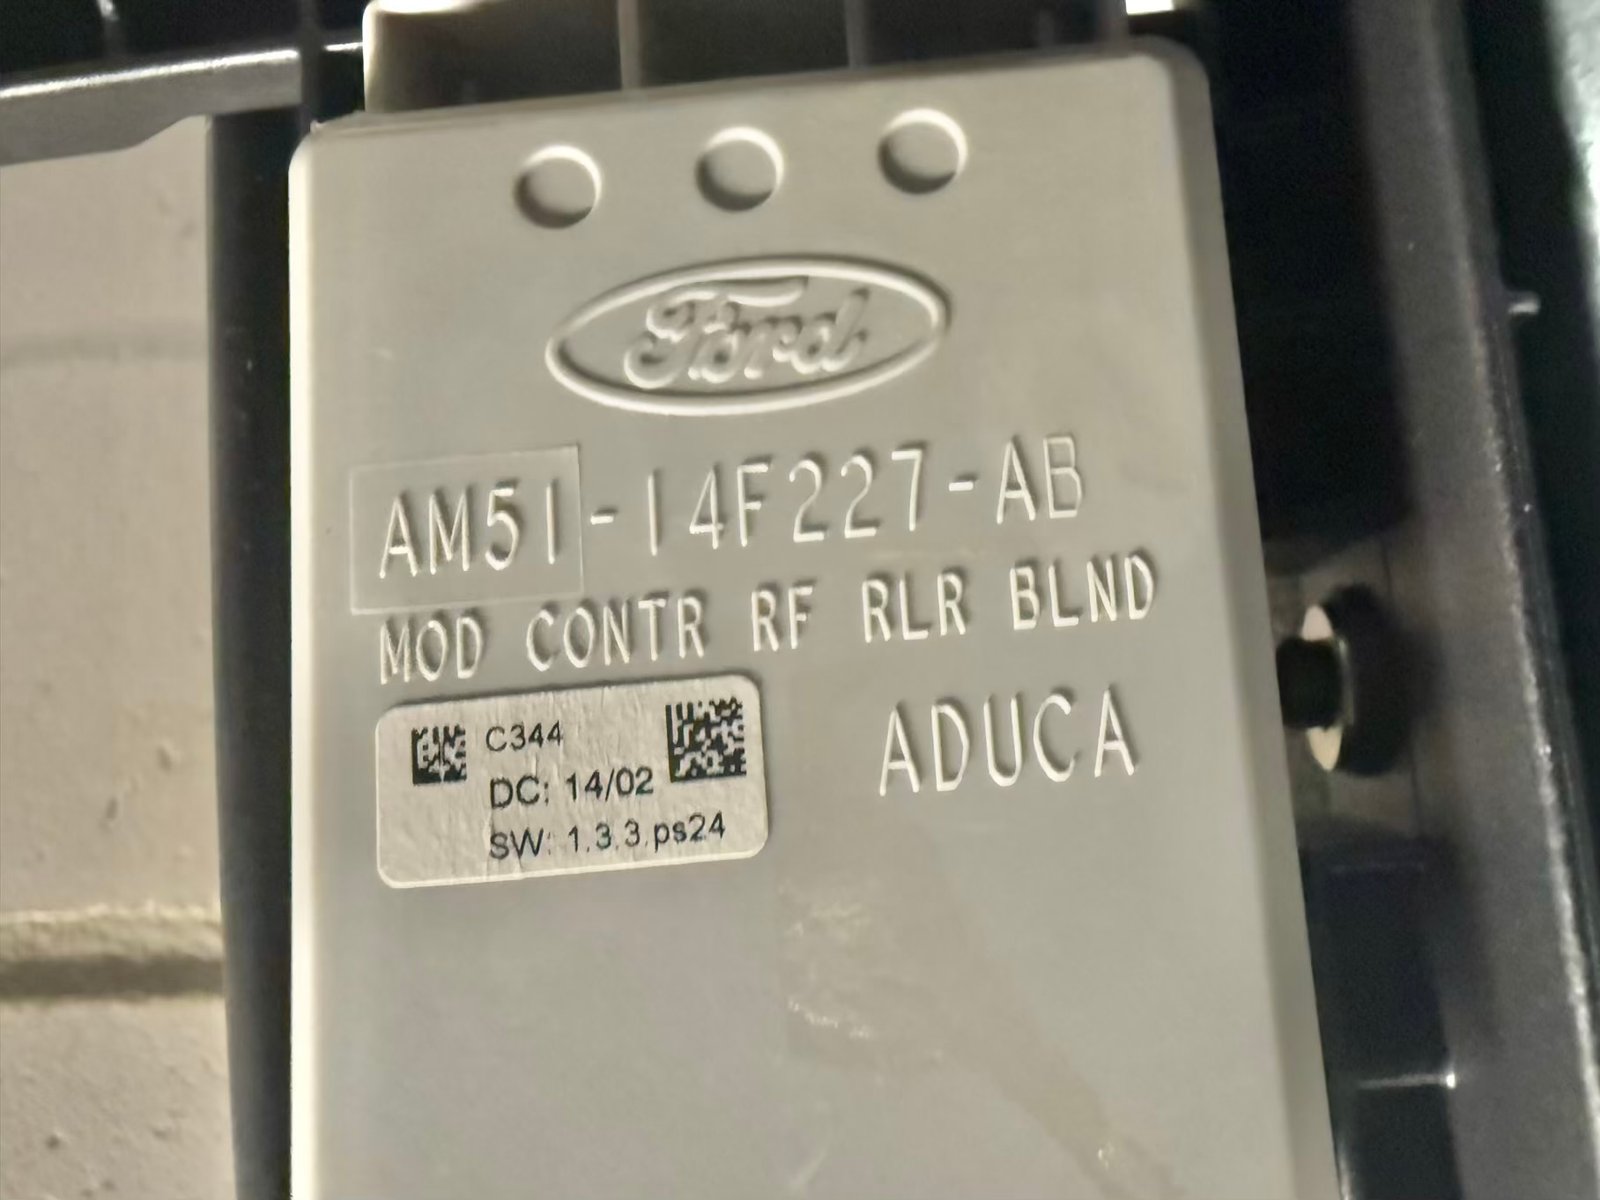 Ford
AM51-14F227-AB
MOD CONTR RF RLR BLND
ADUCA
C344
DC: 14/02
SW: 1.3.3.ps24